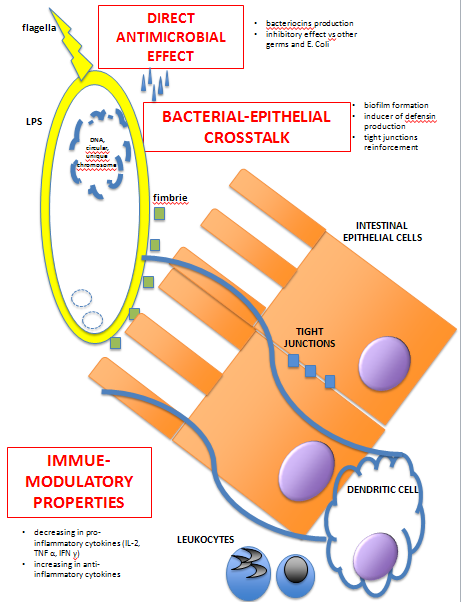 flagella
DIRECT
ANTIMICROBIAL
EFFECT
• bacteriocins production
• inhibitory effect vs other
germs and E. Coli
LPS
BACTERIAL-EPITHELIAL
CROSSTALK
• biofilm formation
• inducer of defensin
production
• tight junctions
reinforcement
DNA,
circular,
unique
chromosome
fimbrie
INTESTINAL
EPITHELIAL CELLS
TIGHT
JUNCTIONS
IMMUE-
MODULATORY
PROPERTIES
• decreasing in pro-
inflammatory cytokines (IL-2,
TNF α, IFN γ)
• increasing in anti-
inflammatory cytokines
DENDRITIC CELL
LEUKOCYTES